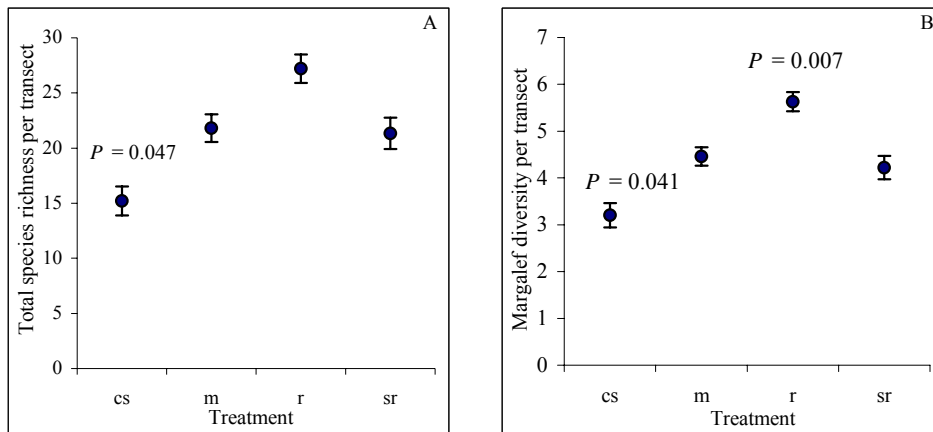 A
Total species richness per transect
30
25
20
15
10
5
0
P = 0.047
cs m r sr
Treatment
B
Margalef diversity per transect
7
6
5
4
3
2
1
0
P = 0.007
P = 0.041
cs m r sr
Treatment